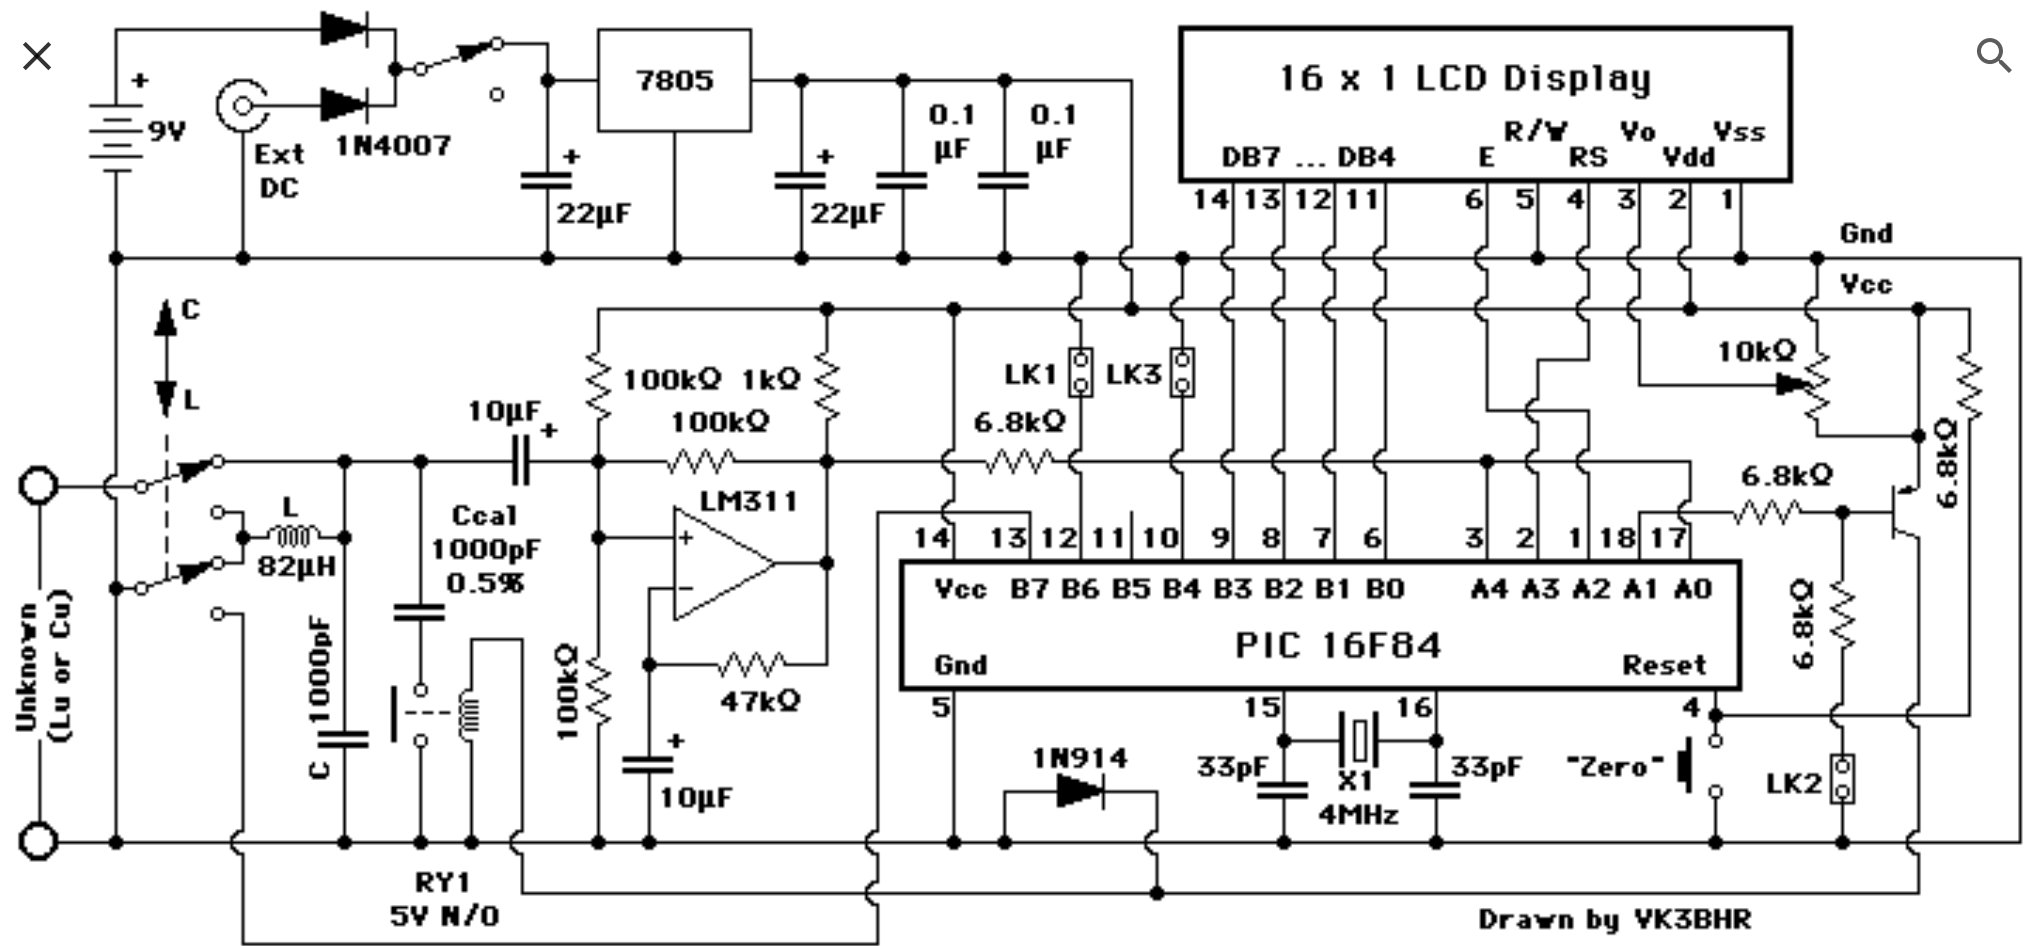 +
9V
Ext
DC
1N4007
7805
+
22µF
+
22µF
0.1
µF
0.1
µF
16 x 1 LCD Display
R/W Vo Vss
DB7 ... DB4 E RS Vdd
14 13 12 11 6 5 4 3 2 1
Gnd
Vcc
C
L
10µF
+
100kΩ 1kΩ
100kΩ
LM311
+
−
47kΩ
100kΩ
+
10µF
L
82µH
Ccal
1000pF
0.5%
C 1000pF
Unknown
(Lu or Cu)
RY1
5V N/O
LK1 LK3
6.8kΩ
10kΩ
6.8kΩ
6.8kΩ
6.8kΩ
14 13 12 11 10 9 8 7 6 3 2 1 18 17
Vcc B7 B6 B5 B4 B3 B2 B1 B0 A4 A3 A2 A1 A0
PIC 16F84
Gnd Reset
5 15 16 4
1N914
33pF 33pF
X1
4MHz
"Zero"
LK2
Drawn by VK3BHR